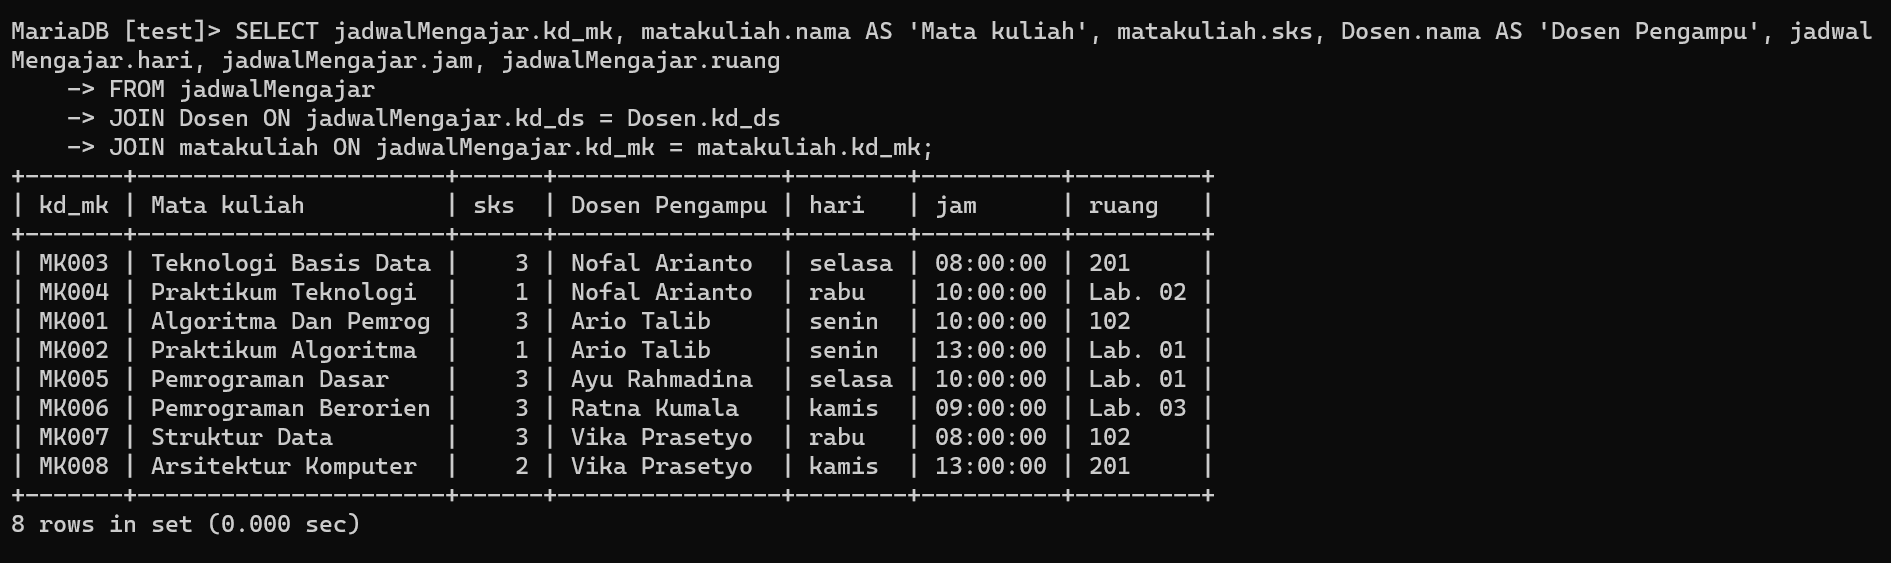 MariaDB [test]> SELECT jadwalMengajar.kd_mk, matakuliah.nama AS 'Mata kuliah', matakuliah.sks, Dosen.nama AS 'Dosen Pengampu', jadwal
Mengajar.hari, jadwalMengajar.jam, jadwalMengajar.ruang
    -> FROM jadwalMengajar
    -> JOIN Dosen ON jadwalMengajar.kd_ds = Dosen.kd_ds
    -> JOIN matakuliah ON jadwalMengajar.kd_mk = matakuliah.kd_mk;
+-------+----------------------+------+----------------+--------+----------+---------+
| kd_mk | Mata kuliah          | sks  | Dosen Pengampu | hari   | jam      | ruang   |
+-------+----------------------+------+----------------+--------+----------+---------+
| MK003 | Teknologi Basis Data |    3 | Nofal Arianto  | selasa | 08:00:00 | 201     |
| MK004 | Praktikum Teknologi  |    1 | Nofal Arianto  | rabu   | 10:00:00 | Lab. 02 |
| MK001 | Algoritma Dan Pemrog |    3 | Ario Talib     | senin  | 10:00:00 | 102     |
| MK002 | Praktikum Algoritma  |    1 | Ario Talib     | senin  | 13:00:00 | Lab. 01 |
| MK005 | Pemrograman Dasar    |    3 | Ayu Rahmadina  | selasa | 10:00:00 | Lab. 01 |
| MK006 | Pemrograman Berorien |    3 | Ratna Kumala   | kamis  | 09:00:00 | Lab. 03 |
| MK007 | Struktur Data        |    3 | Vika Prasetyo  | rabu   | 08:00:00 | 102     |
| MK008 | Arsitektur Komputer  |    2 | Vika Prasetyo  | kamis  | 13:00:00 | 201     |
+-------+----------------------+------+----------------+--------+----------+---------+
8 rows in set (0.000 sec)